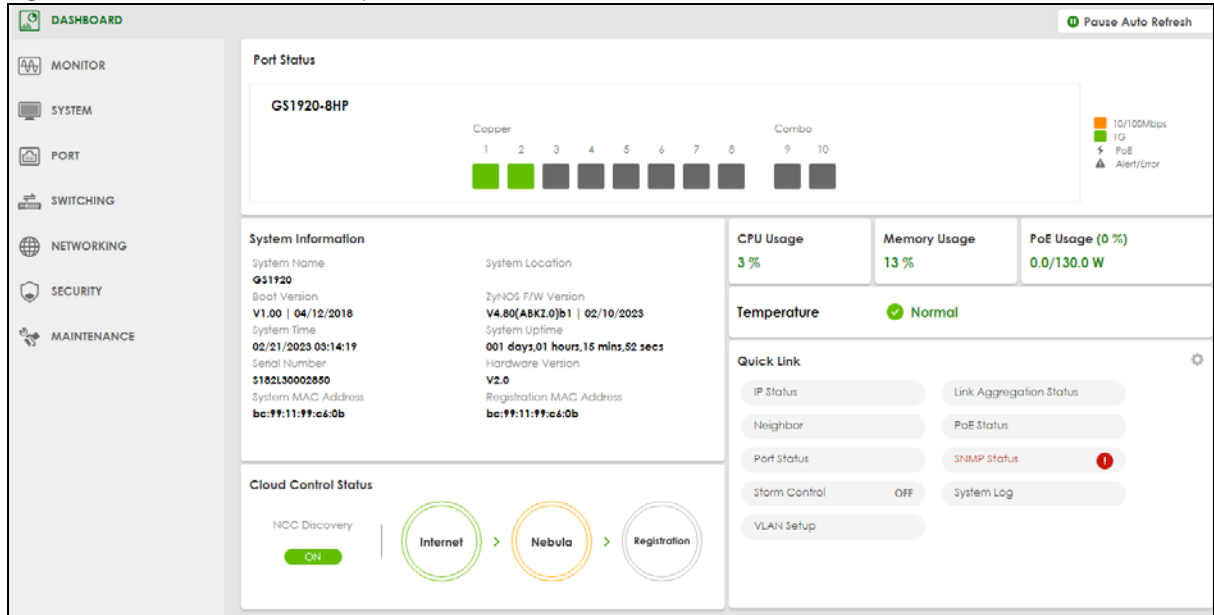 DASHBOARD
Pause Auto Refresh
MONITOR
SYSTEM
PORT
SWITCHING
NETWORKING
SECURITY
MAINTENANCE
Port Status
GS1920-8HP
Copper Combo
1 2 3 4 5 6 7 8 9 10
10/100Mbps
1G
PoE
Alert/Error
System Information
System Name System Location
GS1920
Boot Version ZyNOS F/W Version
V1.00 | 04/12/2018 V4.80(ABKZ.0)b1 | 02/10/2023
System Time System Uptime
02/21/2023 03:14:19 001 days,01 hours,15 mins,52 secs
Serial Number Hardware Version
S182L30002850 V2.0
System MAC Address Registration MAC Address
bc:99:11:99:c6:0b bc:99:11:99:c6:0b
Cloud Control Status
NCC Discovery
ON
Internet > Nebula > Registration
CPU Usage Memory Usage PoE Usage (0 %)
3 % 13 % 0.0/130.0 W
Temperature Normal
Quick Link
IP Status Link Aggregation Status
Neighbor PoE Status
Port Status SNMP Status
Storm Control OFF System Log
VLAN Setup